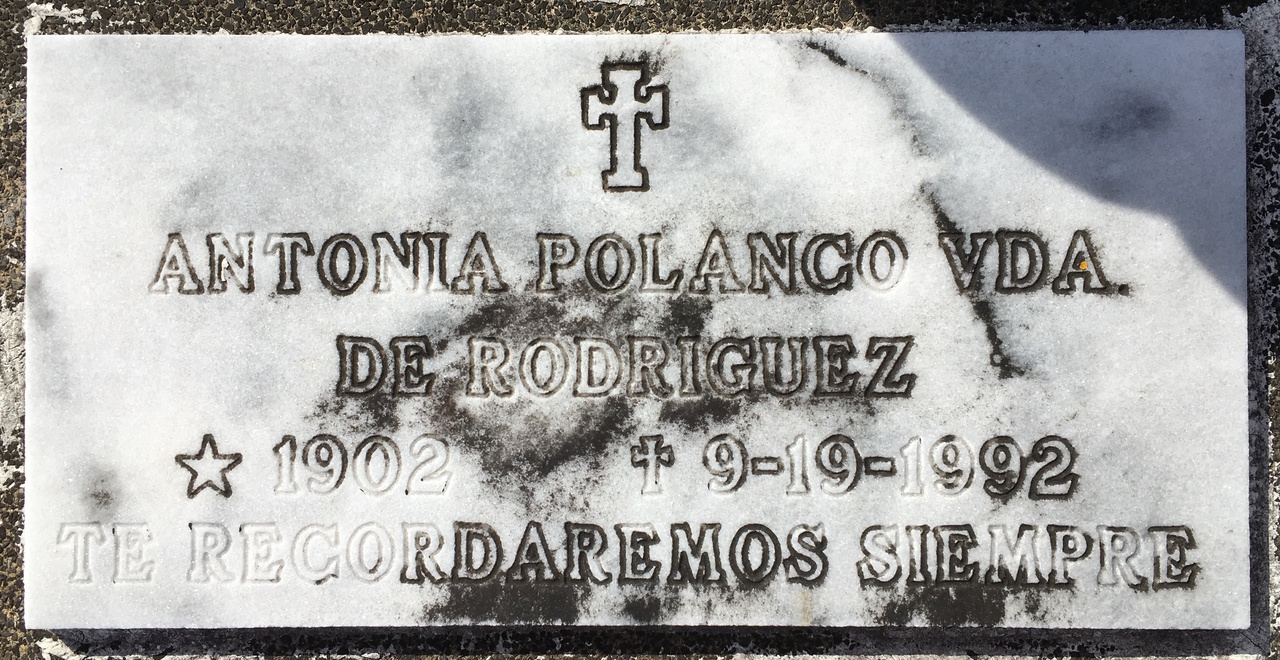 ANTONIA POLANCO VDA.
DE RODRIGUEZ
☆ 1902 ✝ 9-19-1992
TE RECORDAREMOS SIEMPRE